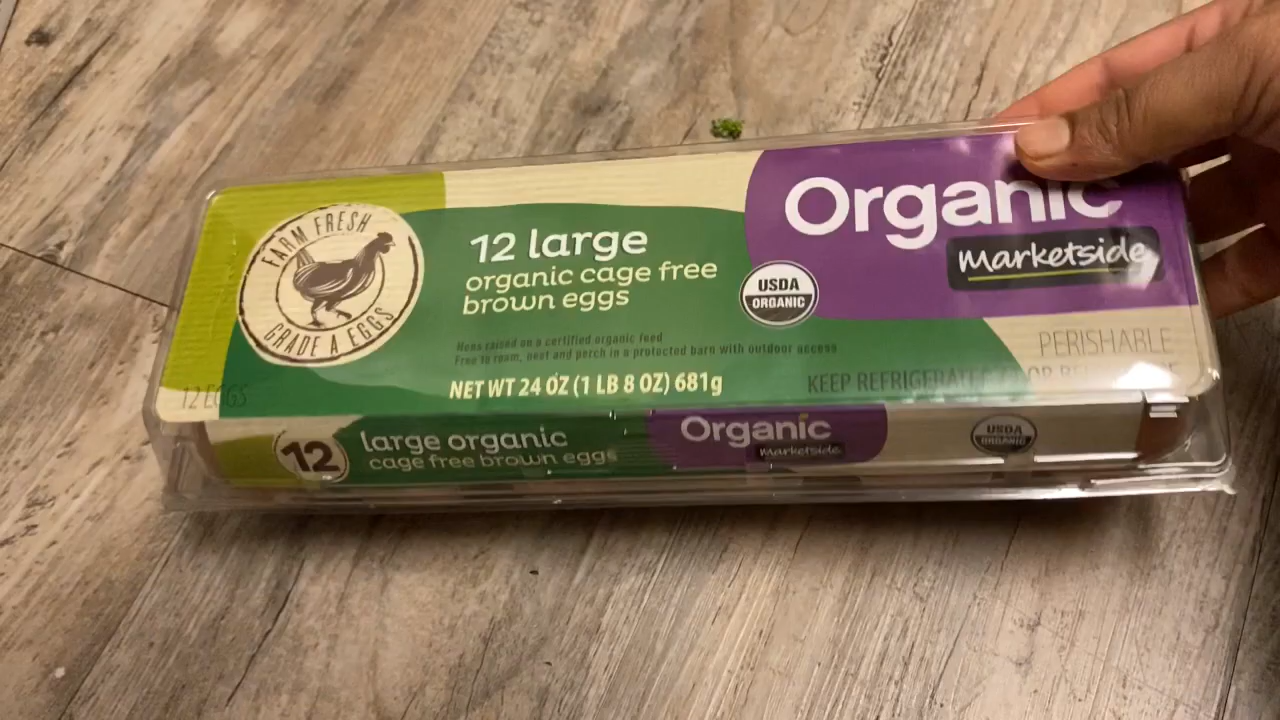 FARM FRESH
GRADE A EGGS
12 large
organic cage free
brown eggs
Organic
marketside
USDA
ORGANIC
Hens raised on a certified organic feed
Free to roam, nest and perch in a protected barn with outdoor access
NET WT 24 OZ (1 LB 8 OZ) 681g
PERISHABLE
KEEP REFRIGERATED
OR
12 EGGS
12
large organic
cage free brown eggs
Organic
marketside
USDA
ORGANIC